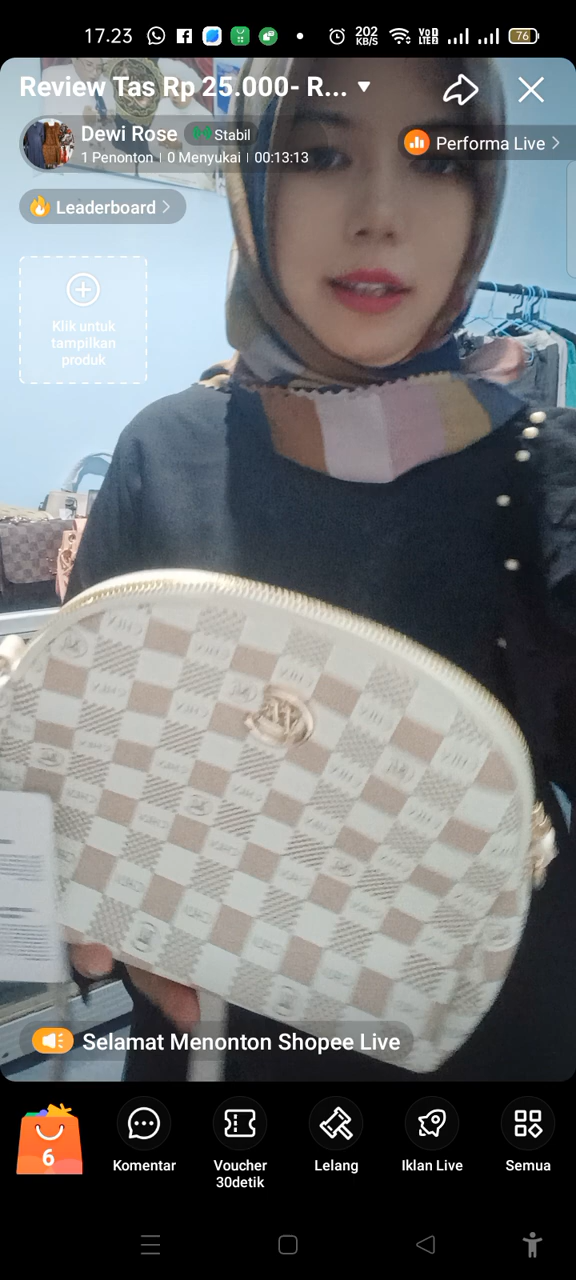 17.23
202
KB/S
VoD
LTE
76
Review Tas Rp 25.000- R...
Dewi Rose
Stabil
1 Penonton | 0 Menyukai | 00:13:13
Performa Live
Leaderboard
Klik untuk
tampilkan
produk
Selamat Menonton Shopee Live
6
Komentar
Voucher
30detik
Lelang
Iklan Live
Semua